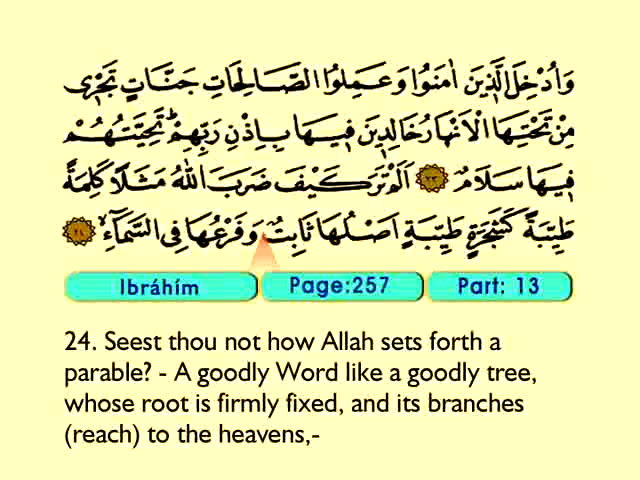 وَاُدْخِلَ الَّذٖينَ اٰمَنُوا وَعَمِلُوا الصَّالِحَاتِ جَنَّاتٍ تَجْرٖى
مِنْ تَحْتِهَا الْاَنْهَارُ خَالِدٖينَ فٖيهَا بِاِذْنِ رَبِّهِمْ تَحِيَّتُهُمْ
فٖيهَا سَلَامٌ ٢٣ اَلَمْ تَرَ كَيْفَ ضَرَبَ اللّٰهُ مَثَلًا كَلِمَةً
طَيِّبَةً كَشَجَرَةٍ طَيِّبَةٍ اَصْلُهَا ثَابِتٌ وَفَرْعُهَا فِى السَّمَٓاءِ ٢٤
Ibráhím Page:257 Part: 13
24. Seest thou not how Allah sets forth a
parable? - A goodly Word like a goodly tree,
whose root is firmly fixed, and its branches
(reach) to the heavens,-